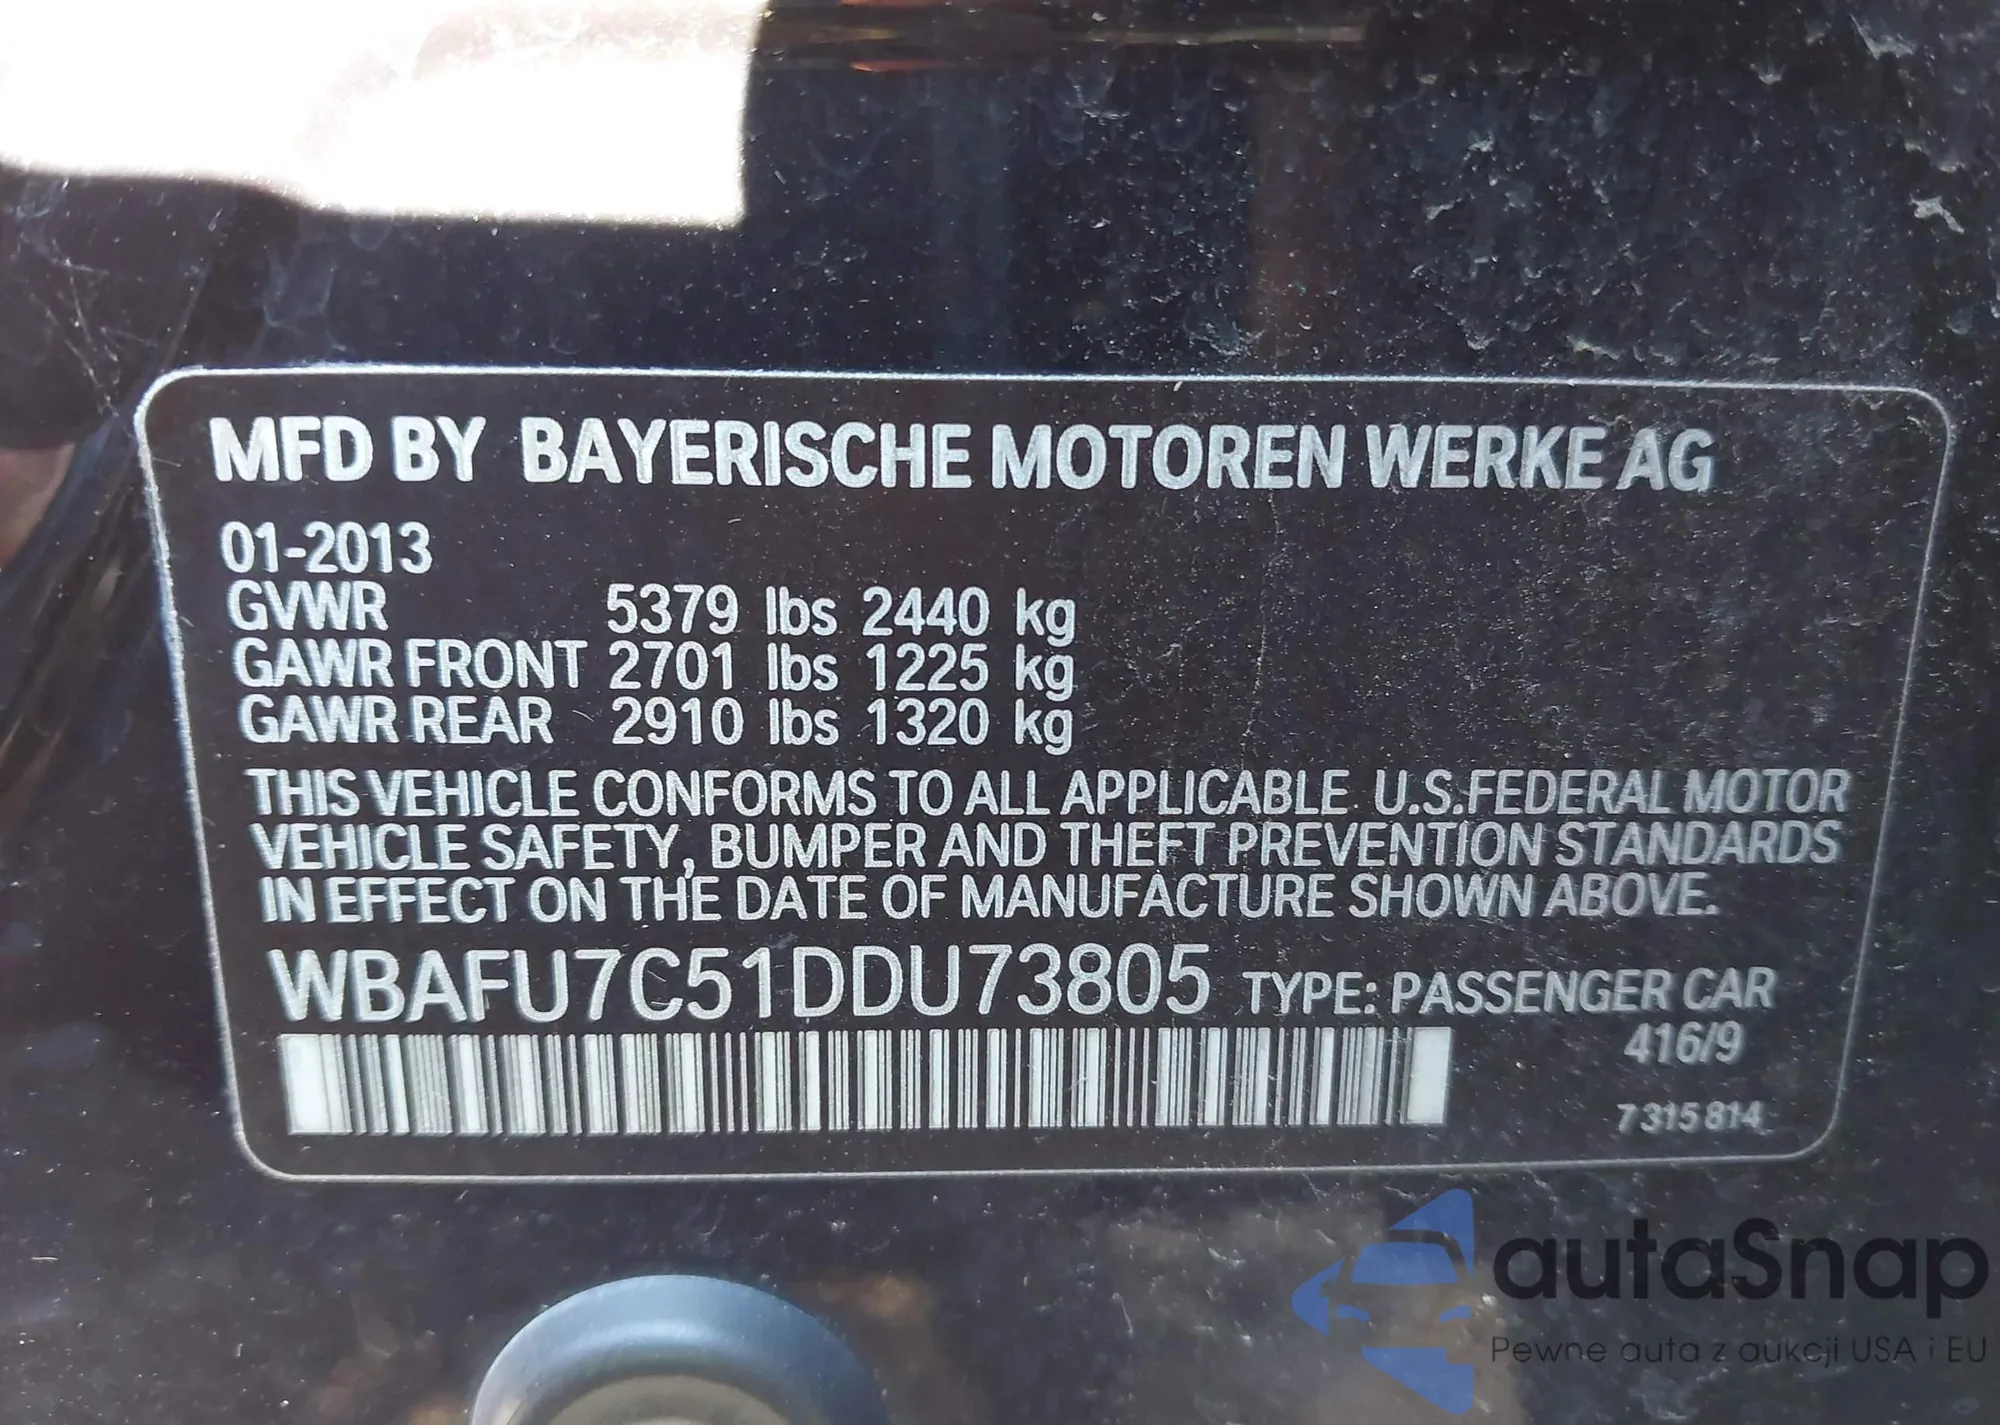 MFD BY BAYERISCHE MOTOREN WERKE AG
01-2013
GVWR 5379 lbs 2440 kg
GAWR FRONT 2701 lbs 1225 kg
GAWR REAR 2910 lbs 1320 kg
THIS VEHICLE CONFORMS TO ALL APPLICABLE U.S.FEDERAL MOTOR
VEHICLE SAFETY, BUMPER AND THEFT PREVENTION STANDARDS
IN EFFECT ON THE DATE OF MANUFACTURE SHOWN ABOVE.
WBAFU7C51DDU73805 TYPE: PASSENGER CAR
416/9
7 315 814
autaSnap
Pewne auta z aukcji USA i EU